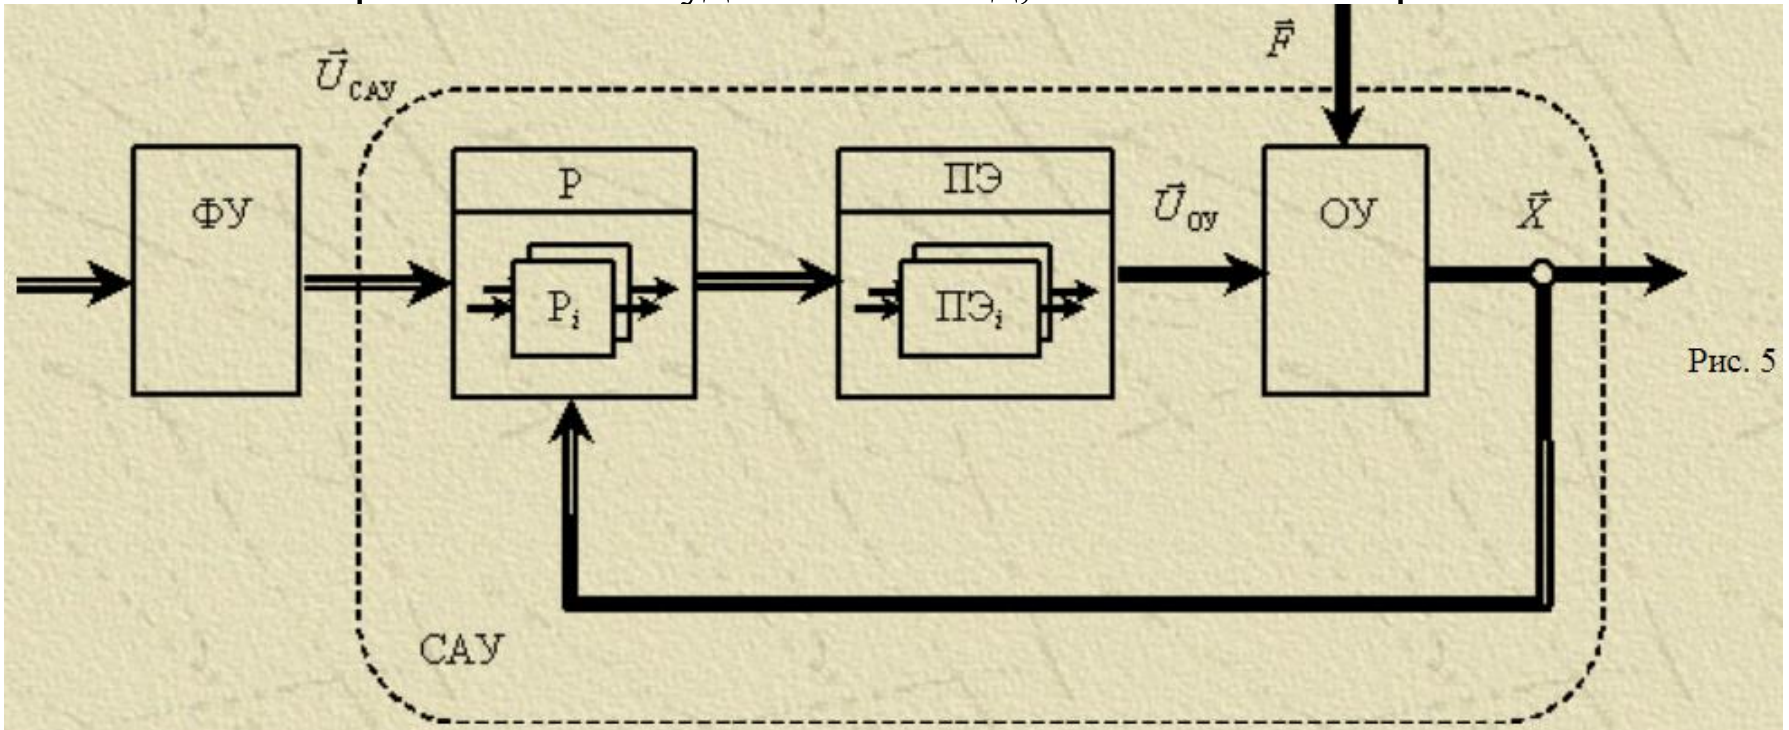 F⃗
U⃗САУ
ФУ
Р
ПЭ
U⃗ОУ
ОУ
X⃗
Рi
ПЭi
Рис. 5
САУ